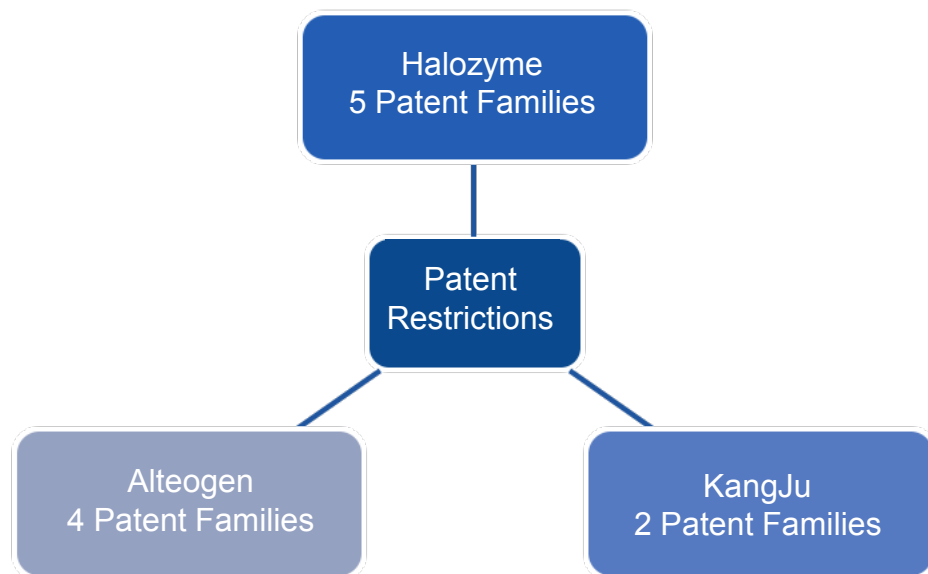 Halozyme
5 Patent Families
Patent
Restrictions
Alteogen
4 Patent Families
KangJu
2 Patent Families